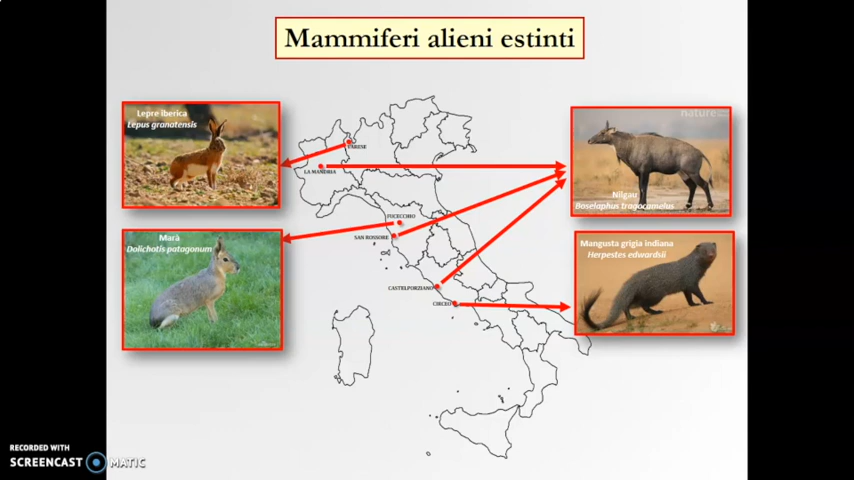 Mammiferi alieni estinti
Lepre iberica
Lepus granatensis
nature
Nilgau
Boselaphus tragocamelus
VARESE
LA MANDRIA
FUCECCHIO
SAN ROSSORE
Marà
Dolichotis patagonum
Mangusta grigia indiana
Herpestes edwardsii
CASTELPORZIANO
CIRCEO
RECORDED WITH
SCREENCAST MATIC